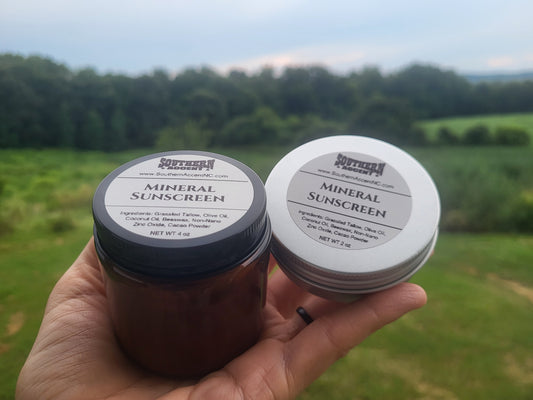 SOUTHERN
ACCENT
www.SouthernAccentNC.com
MINERAL
SUNSCREEN
Ingredients: Grassfed Tallow, Olive Oil,
Coconut Oil, Beeswax, Non-Nano
Zinc Oxide, Cacao Powder
NET WT 4 oz
SOUTHERN
ACCENT
www.SouthernAccentNC.com
MINERAL
SUNSCREEN
Ingredients: Grassfed Tallow, Olive Oil,
Coconut Oil, Beeswax, Non-Nano
Zinc Oxide, Cacao Powder
NET WT 2 oz